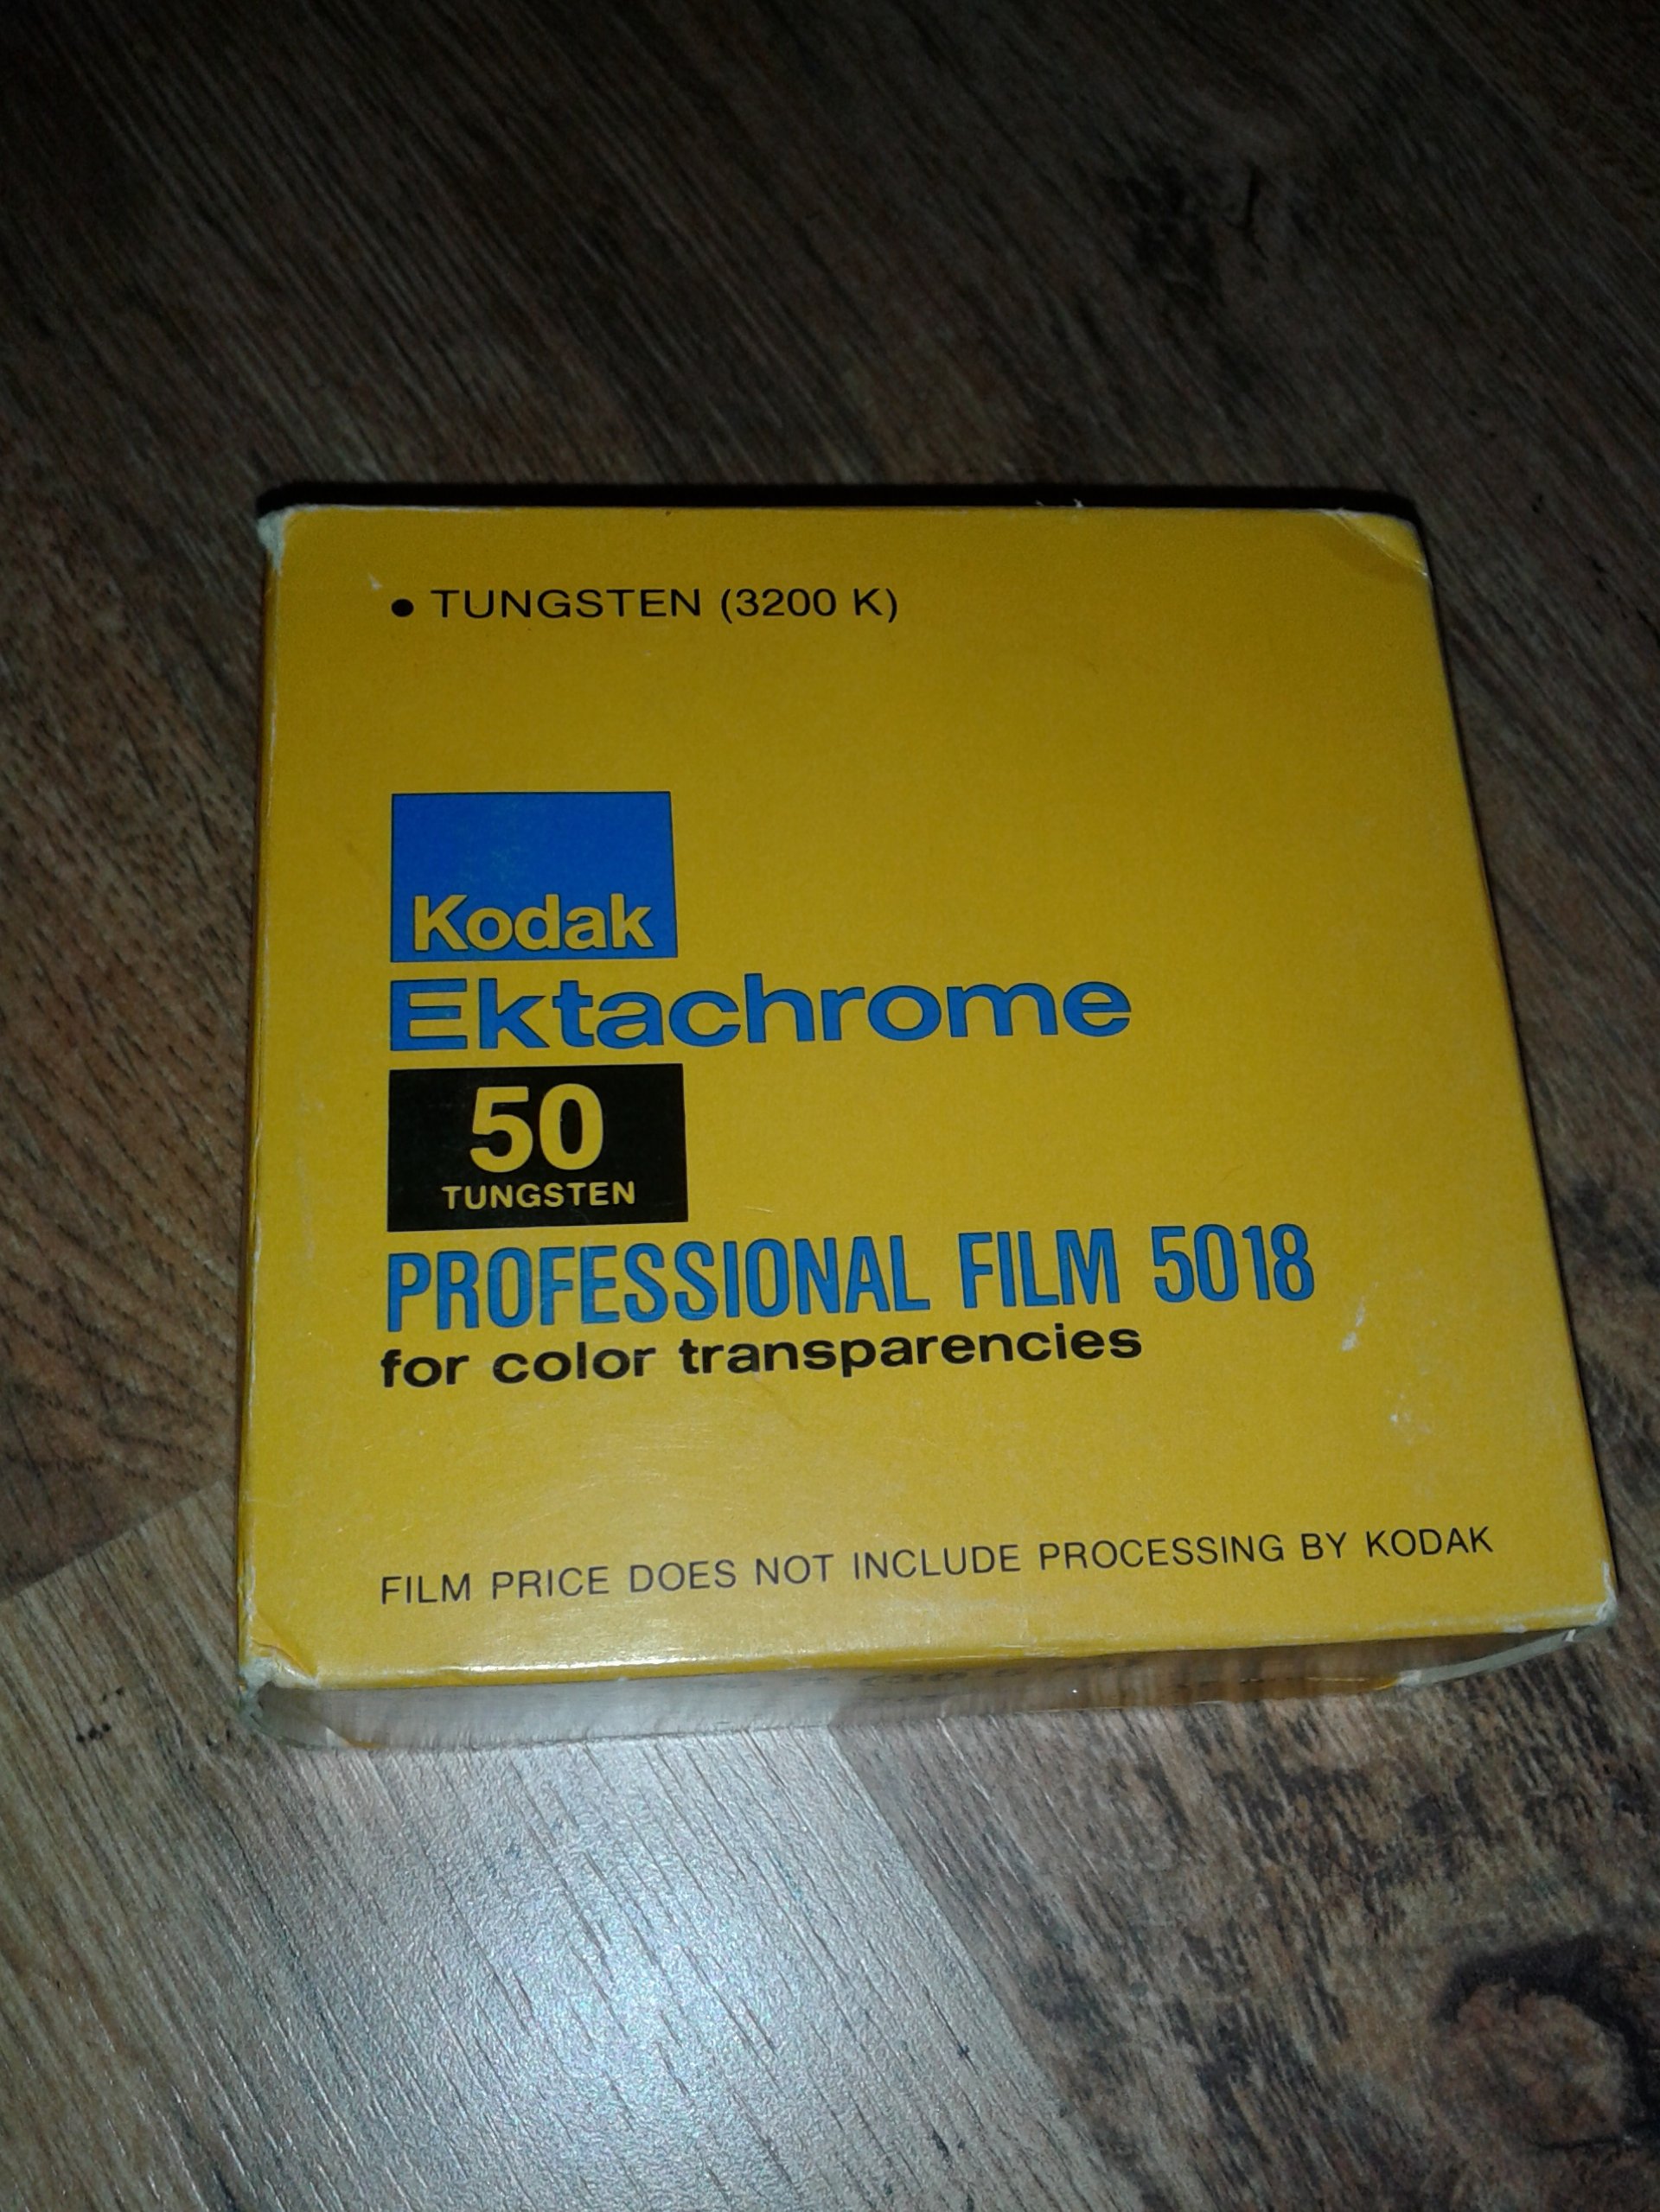 • TUNGSTEN (3200 K)
Kodak
Ektachrome
50
TUNGSTEN
PROFESSIONAL FILM 5018
for color transparencies
FILM PRICE DOES NOT INCLUDE PROCESSING BY KODAK